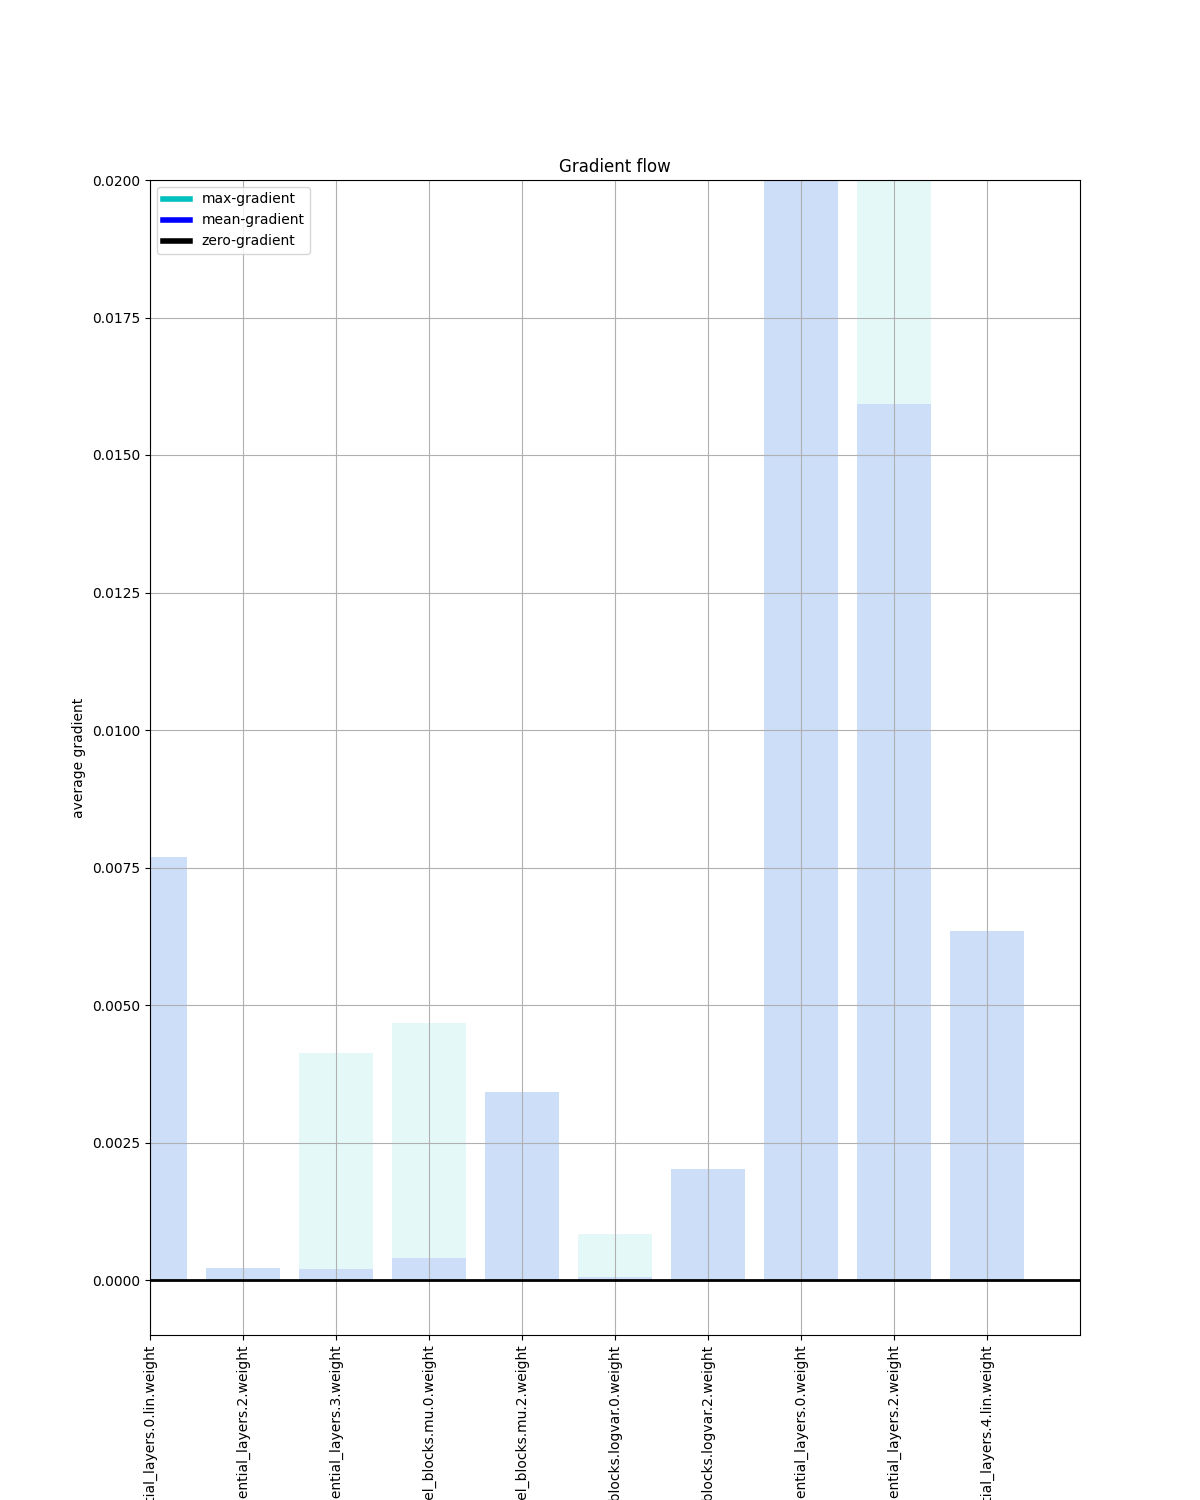 Gradient flow
max-gradient
mean-gradient
zero-gradient
0.0200
0.0175
0.0150
0.0125
0.0100
0.0075
0.0050
0.0025
0.0000
average gradient
tial_layers.0.lin.weight
ential_layers.2.weight
ential_layers.3.weight
el_blocks.mu.0.weight
el_blocks.mu.2.weight
blocks.logvar.0.weight
blocks.logvar.2.weight
ential_layers.0.weight
ential_layers.2.weight
tial_layers.4.lin.weight